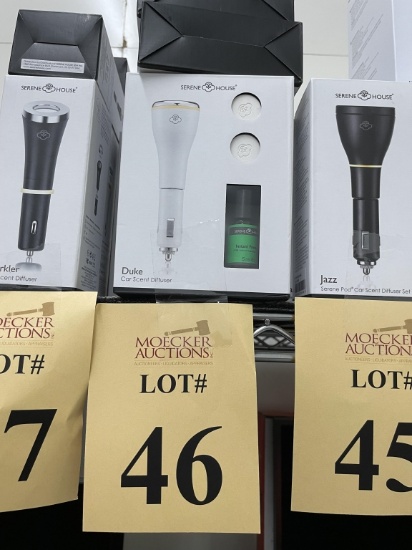 SERENE HOUSE
SERENE HOUSE
SERENE HOUSE
rkler
cent Diffuser
Duke
Car Scent Diffuser
Jazz
Serene Pod® Car Scent Diffuser Set
MOECKER
AUCTIONS
OT#
7
MOECKER
AUCTIONS
LOT#
46
MOECKER
AUCTIONS
LOT#
45